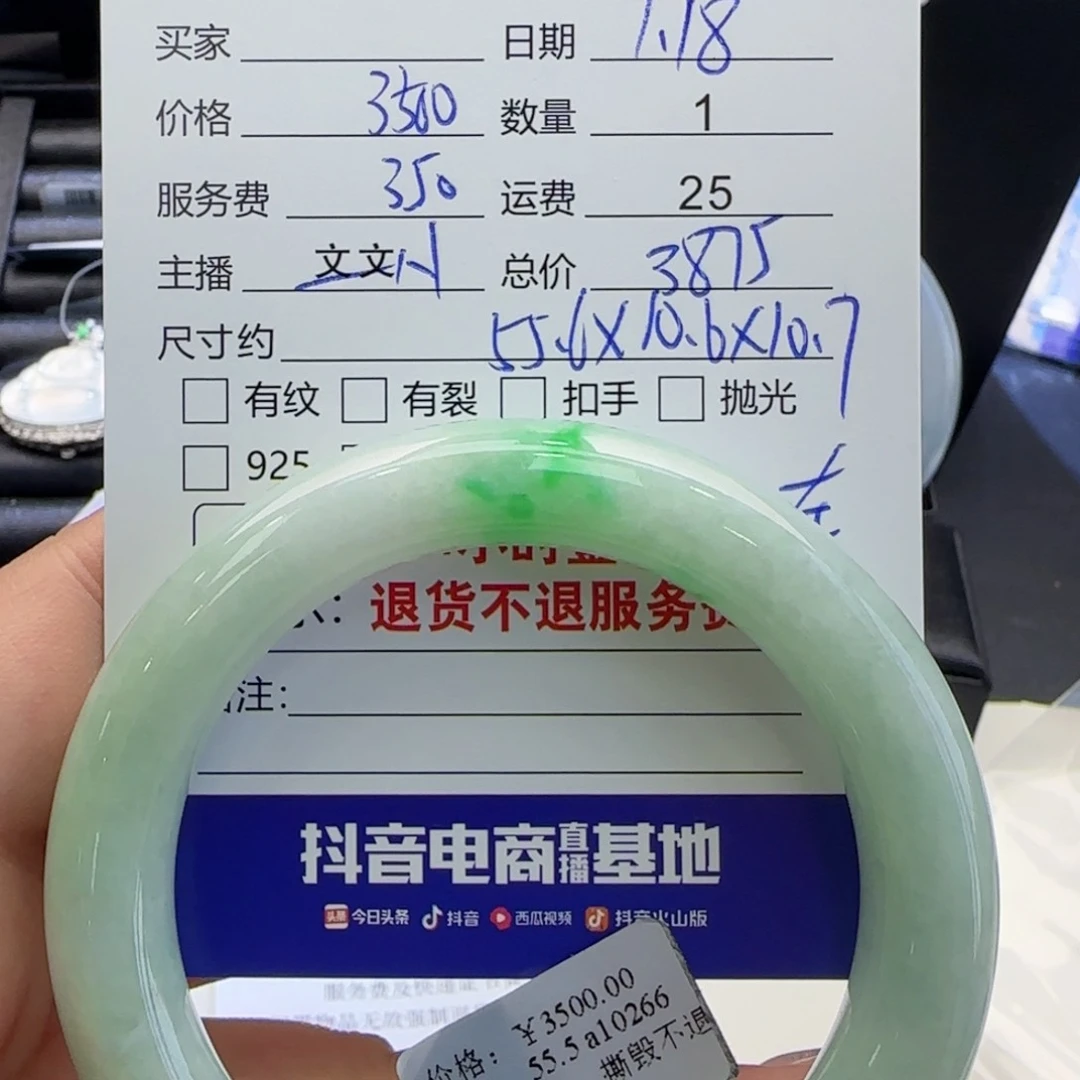 买家 日期 1.18
价格 3500 数量 1
服务费 350 运费 25
主播 文文 总价 3875
尺寸约 55.6X10.6X10.7
有纹 有裂 扣手 抛光
925
退货不退服务费
注:
抖音电商直播基地
头条 今日头条 抖音 西瓜视频 抖音火山版
价格: ¥3500.00
55.5 a10266
撕毁不退